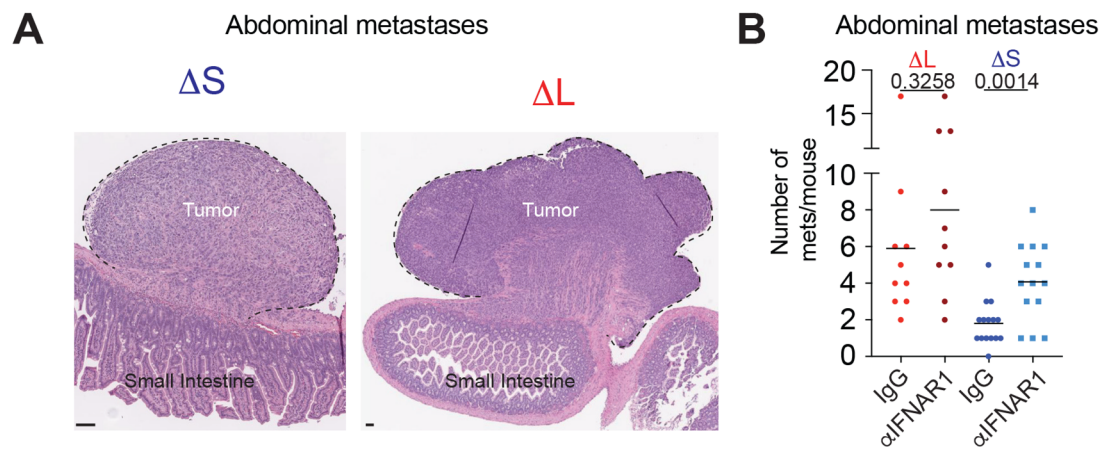 A
Abdominal metastases
ΔS
ΔL
Tumor
Small Intestine
Tumor
Small Intestine
B
Abdominal metastases
ΔL
ΔS
0.3258
0.0014
Number of
mets/mouse
20
15
10
8
6
4
2
0
IgG
αIFNAR1
IgG
αIFNAR1